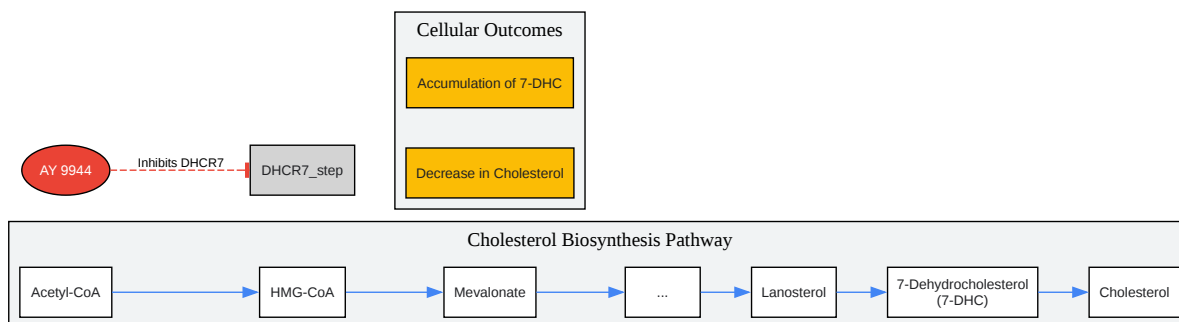 Cellular Outcomes
Accumulation of 7-DHC
AY 9944
Inhibits DHCR7
DHCR7_step
Decrease in Cholesterol
Cholesterol Biosynthesis Pathway
Acetyl-CoA
HMG-CoA
Mevalonate
...
Lanosterol
7-Dehydrocholesterol
(7-DHC)
Cholesterol